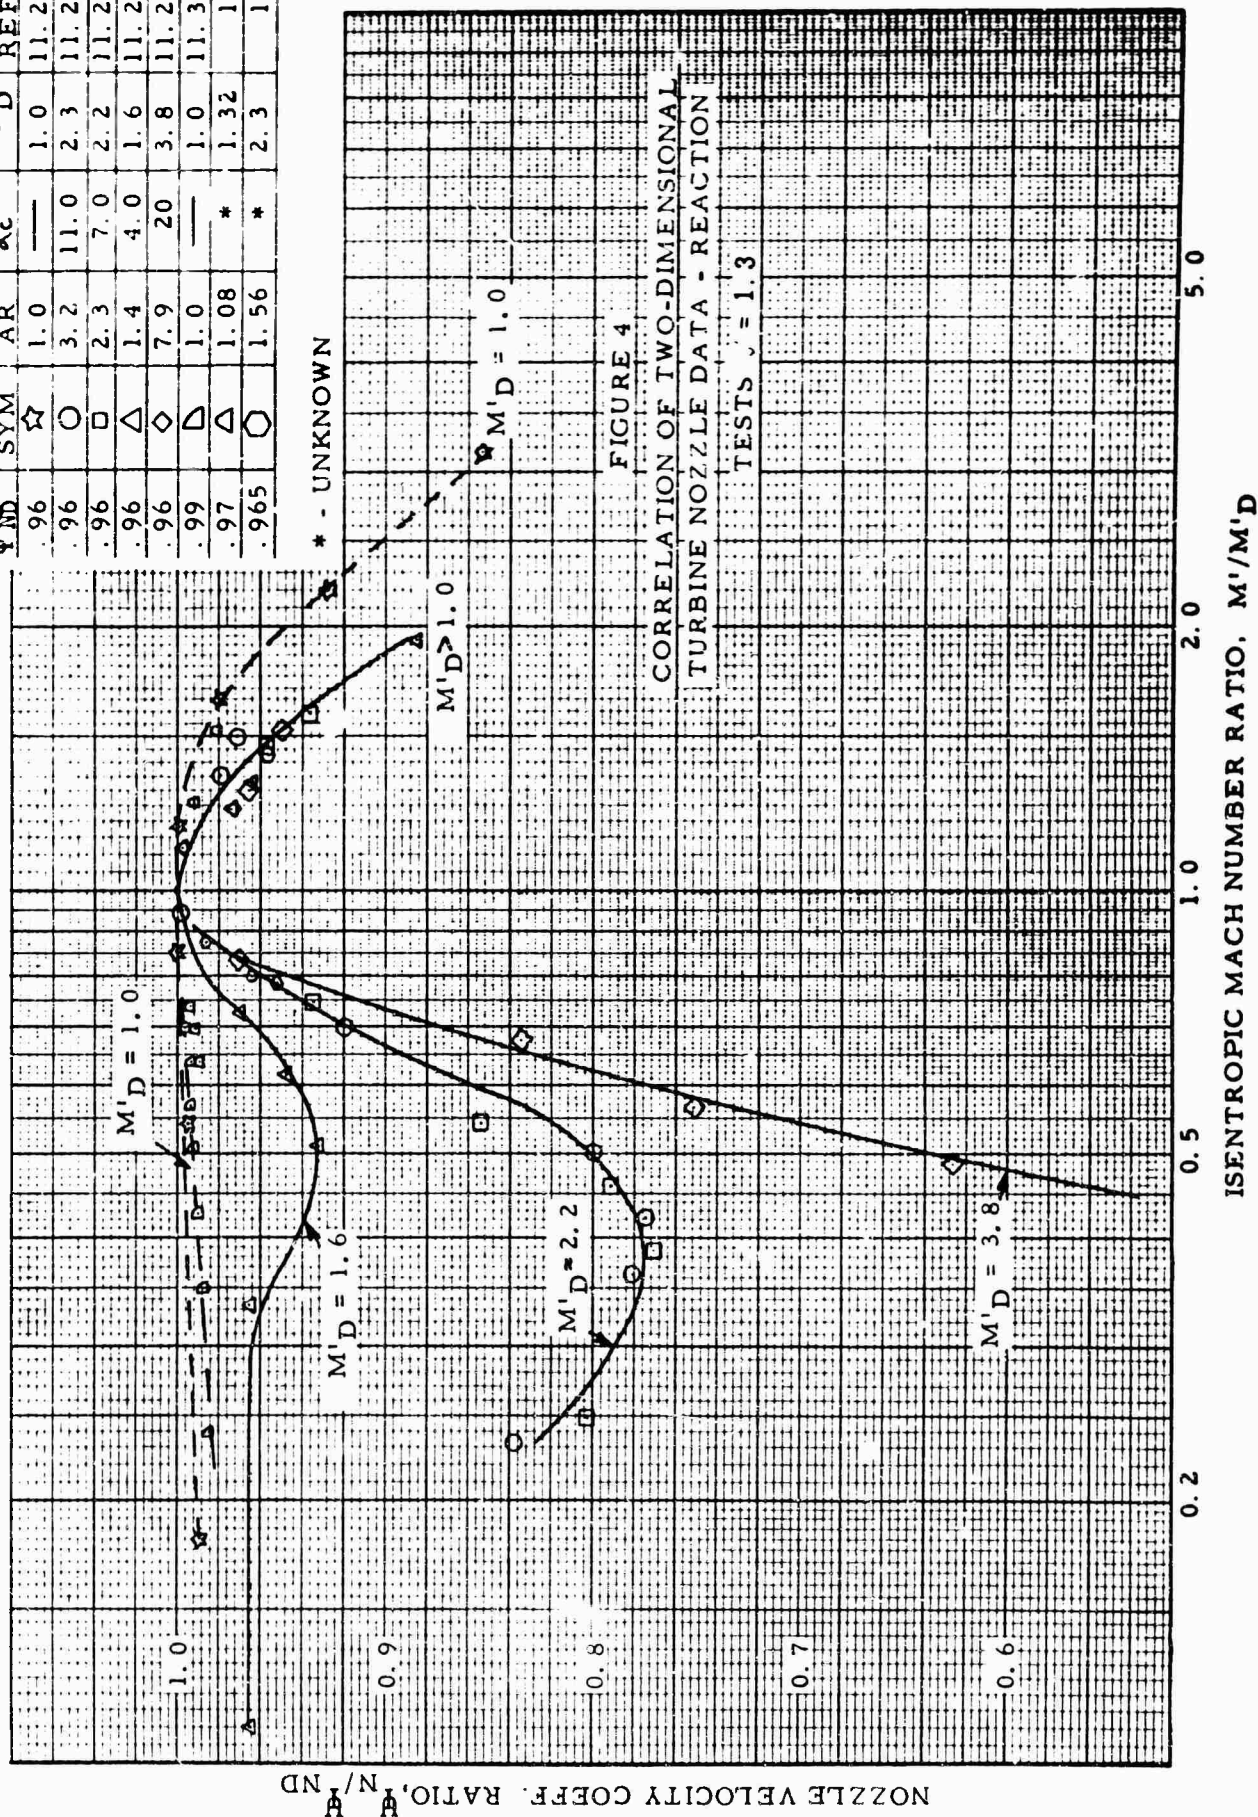 ΨND SYM AR αε D REF
.96 ☆ 1.0 — 1.0 11.2
.96 ○ 3.2 11.0 2.3 11.2
.96 □ 2.3 7.0 2.2 11.2
.96 △ 1.4 4.0 1.6 11.2
.96 ◇ 7.9 20 3.8 11.2
.99 1.0 — 1.0 11.3
.97 △ 1.08 * 1.32 1
.965 1.56 * 2.3 1
* - UNKNOWN
M'D = 1.0
M'D = 1.0
M'D>1.0
M'D = 1.6
M'D≈2.2
M'D = 3.8
FIGURE 4
CORRELATION OF TWO-DIMENSIONAL
TURBINE NOZZLE DATA - REACTION
TESTS = 1.3
1.0
0.9
0.8
0.7
0.6
NOZZLE VELOCITY COEFF. RATIO, ΨN/ΨND
0.2
0.5
1.0
2.0
5.0
ISENTROPIC MACH NUMBER RATIO, M'/M'D